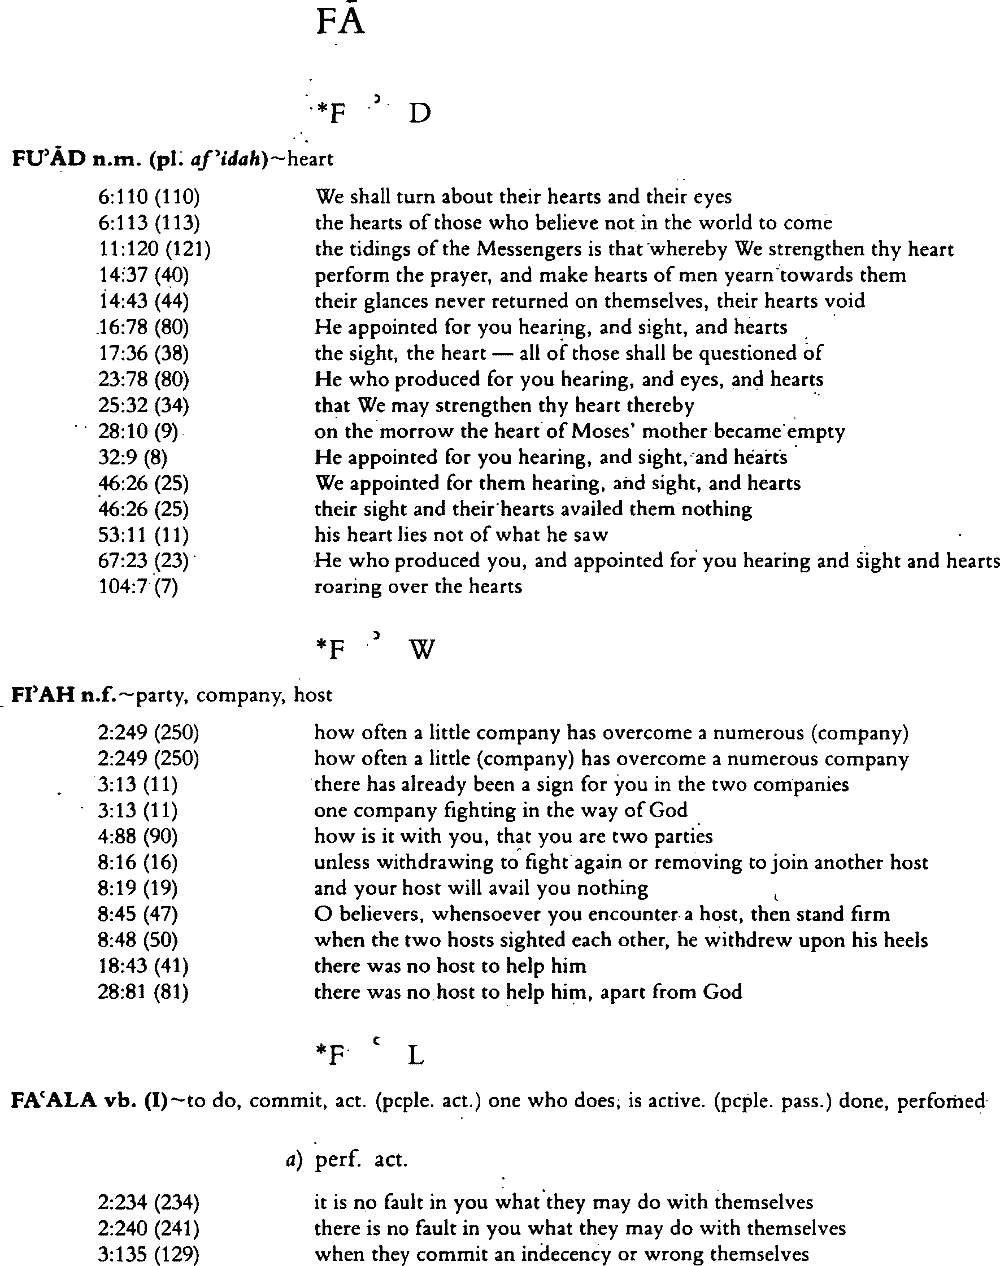 FĀ
*F ʾ D
FUʾĀD n.m. (pl. afʾidah)~heart
6:110 (110) We shall turn about their hearts and their eyes
6:113 (113) the hearts of those who believe not in the world to come
11:120 (121) the tidings of the Messengers is that whereby We strengthen thy heart
14:37 (40) perform the prayer, and make hearts of men yearn towards them
14:43 (44) their glances never returned on themselves, their hearts void
16:78 (80) He appointed for you hearing, and sight, and hearts
17:36 (38) the sight, the heart — all of those shall be questioned of
23:78 (80) He who produced for you hearing, and eyes, and hearts
25:32 (34) that We may strengthen thy heart thereby
28:10 (9) on the morrow the heart of Moses' mother became empty
32:9 (8) He appointed for you hearing, and sight, and hearts
46:26 (25) We appointed for them hearing, and sight, and hearts
46:26 (25) their sight and their hearts availed them nothing
53:11 (11) his heart lies not of what he saw
67:23 (23) He who produced you, and appointed for you hearing and sight and hearts
104:7 (7) roaring over the hearts
*F ʾ W
FIʾAH n.f.~party, company, host
2:249 (250) how often a little company has overcome a numerous (company)
2:249 (250) how often a little (company) has overcome a numerous company
3:13 (11) there has already been a sign for you in the two companies
3:13 (11) one company fighting in the way of God
4:88 (90) how is it with you, that you are two parties
8:16 (16) unless withdrawing to fight again or removing to join another host
8:19 (19) and your host will avail you nothing
8:45 (47) O believers, whensoever you encounter a host, then stand firm
8:48 (50) when the two hosts sighted each other, he withdrew upon his heels
18:43 (41) there was no host to help him
28:81 (81) there was no host to help him, apart from God
*F ʿ L
FAʿALA vb. (I)~to do, commit, act. (pcple. act.) one who does; is active. (pcple. pass.) done, perfomed
a) perf. act.
2:234 (234) it is no fault in you what they may do with themselves
2:240 (241) there is no fault in you what they may do with themselves
3:135 (129) when they commit an indecency or wrong themselves